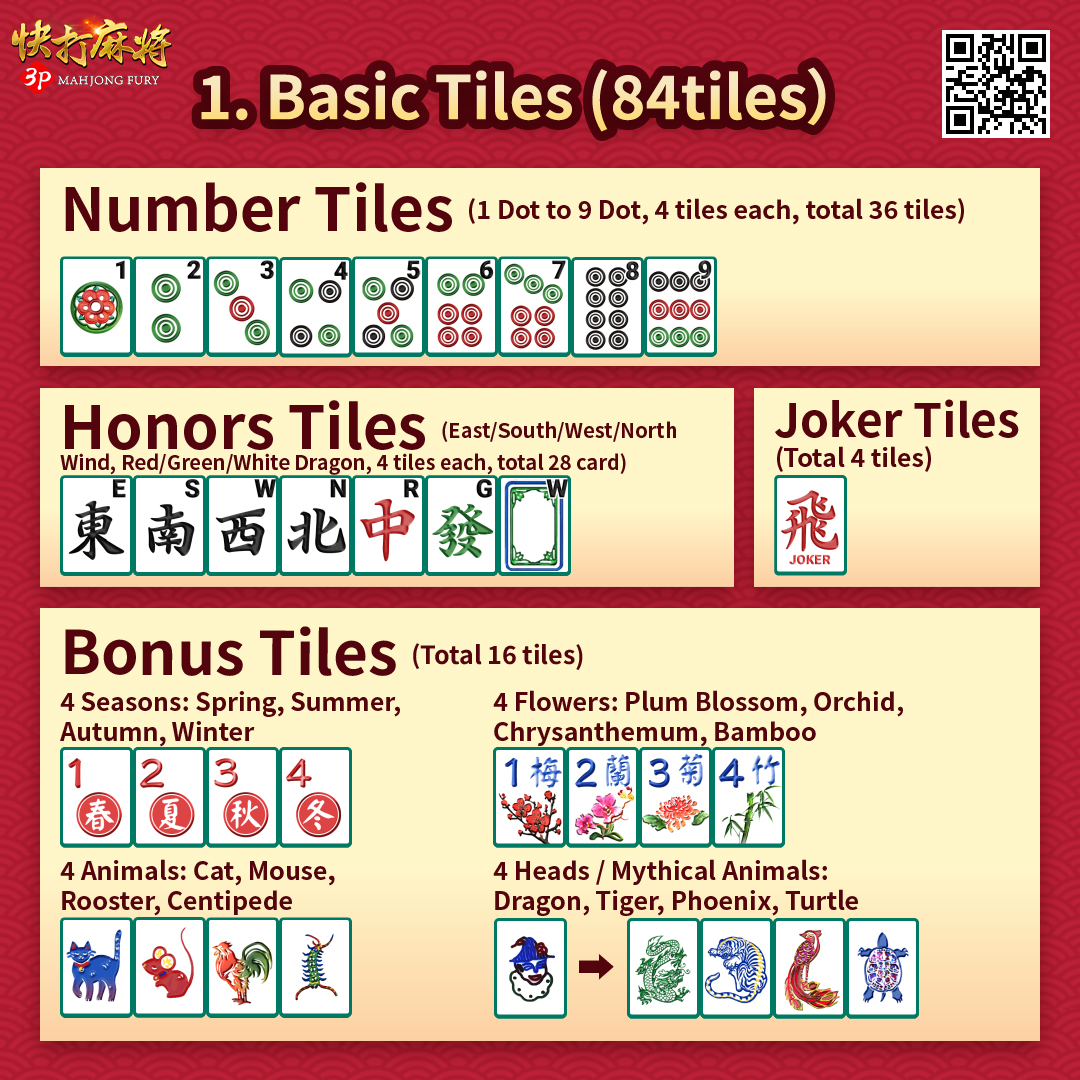 快打麻将
3P MAHJONG FURY
1. Basic Tiles (84tiles)
Number Tiles (1 Dot to 9 Dot, 4 tiles each, total 36 tiles)
1 2 3 4 5 6 7 8 9
Honors Tiles (East/South/West/North
Wind, Red/Green/White Dragon, 4 tiles each, total 28 card)
E S W N R G W
東 南 西 北 中 發
Joker Tiles
(Total 4 tiles)
飛
JOKER
Bonus Tiles (Total 16 tiles)
4 Seasons: Spring, Summer,
Autumn, Winter
1 2 3 4
春 夏 秋 冬
4 Flowers: Plum Blossom, Orchid,
Chrysanthemum, Bamboo
1 梅 2 蘭 3 菊 4 竹
4 Animals: Cat, Mouse,
Rooster, Centipede
4 Heads / Mythical Animals:
Dragon, Tiger, Phoenix, Turtle